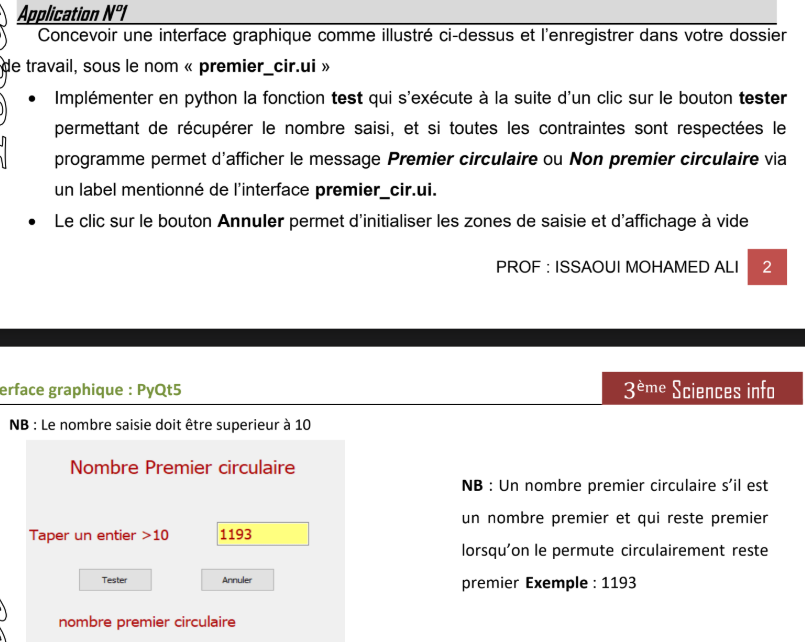 Application N°1
Concevoir une interface graphique comme illustré ci-dessus et l'enregistrer dans votre dossier
de travail, sous le nom « premier_cir.ui »
• Implémenter en python la fonction test qui s'exécute à la suite d'un clic sur le bouton tester
permettant de récupérer le nombre saisi, et si toutes les contraintes sont respectées le
programme permet d'afficher le message Premier circulaire ou Non premier circulaire via
un label mentionné de l'interface premier_cir.ui.
• Le clic sur le bouton Annuler permet d'initialiser les zones de saisie et d'affichage à vide
PROF : ISSAOUI MOHAMED ALI 2
erface graphique : PyQt5
3ème Sciences info
NB : Le nombre saisie doit être superieur à 10
Nombre Premier circulaire
Taper un entier >10 1193
Tester Annuler
nombre premier circulaire
NB : Un nombre premier circulaire s'il est
un nombre premier et qui reste premier
lorsqu'on le permute circulairement reste
premier Exemple : 1193